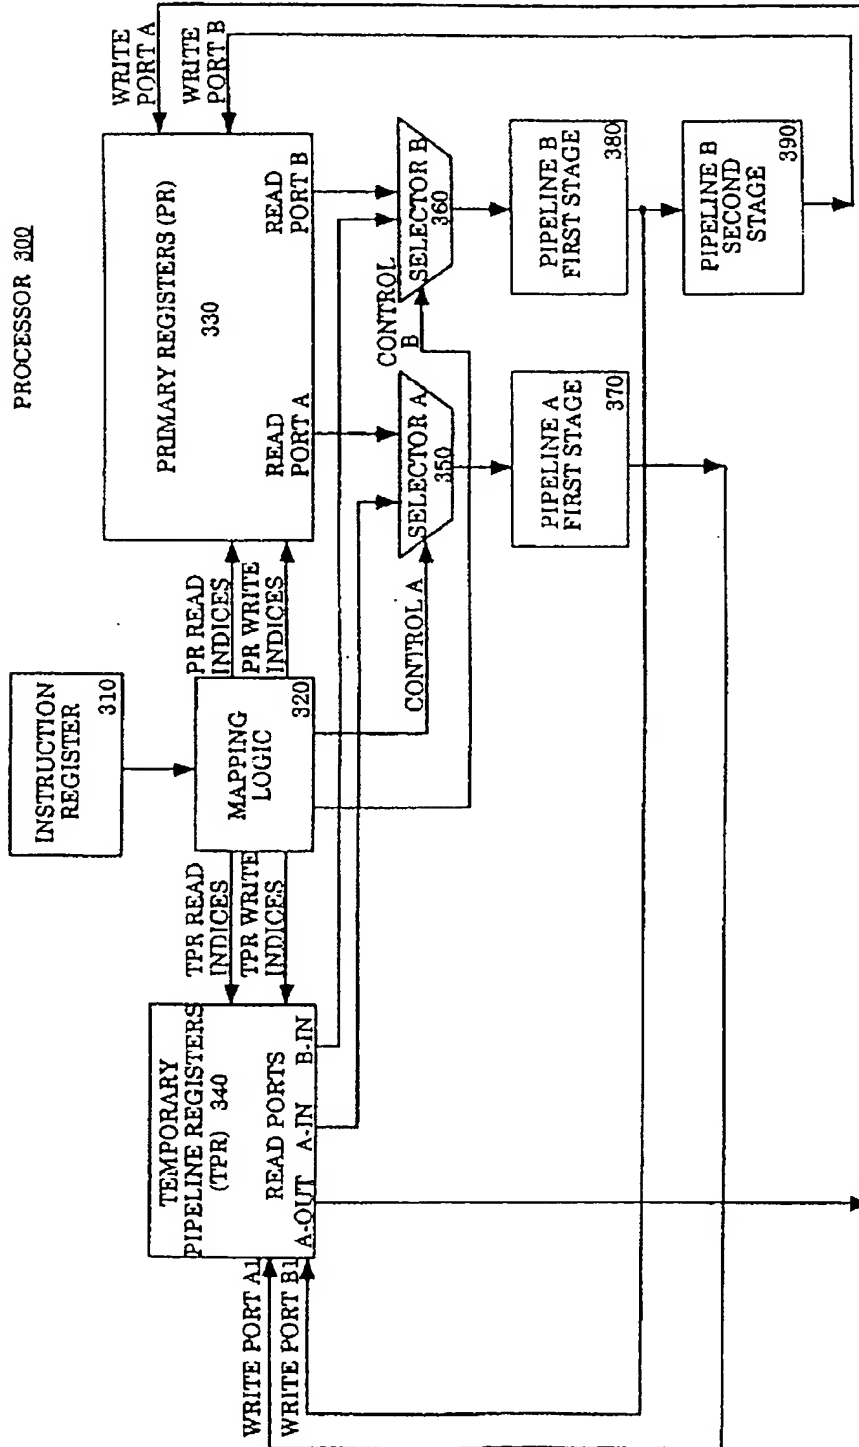 PROCESSOR 300
INSTRUCTION
REGISTER
310
TEMPORARY
PIPELINE REGISTERS
(TPR) 340
READ PORTS
A-OUT
A-IN
B-IN
WRITE PORT A1
WRITE PORT B1
TPR READ
INDICES
TPR WRITE
INDICES
MAPPING
LOGIC
320
PR READ
INDICES
PR WRITE
INDICES
PRIMARY REGISTERS (PR)
330
READ
PORT A
READ
PORT B
WRITE
PORT A
WRITE
PORT B
CONTROL A
SELECTOR A
350
CONTROL
B
SELECTOR B
360
PIPELINE A
FIRST STAGE
370
PIPELINE B
FIRST STAGE
380
PIPELINE B
SECOND
STAGE
390